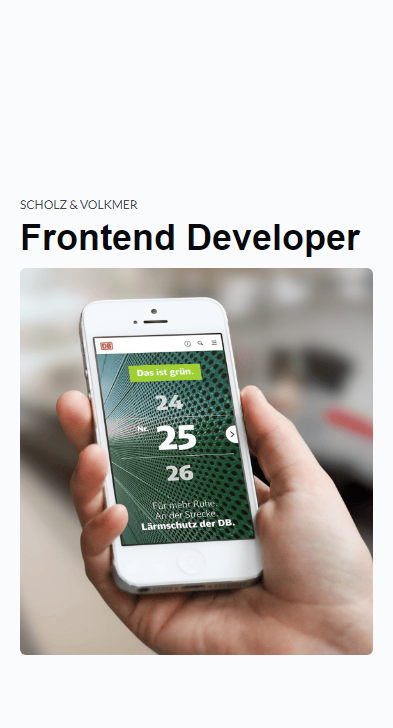 SCHOLZ & VOLKMER
Frontend Developer
DB
Das ist grün.
24
Nr. 25
26
Für mehr Ruhe.
An der Strecke.
Lärmschutz der DB.